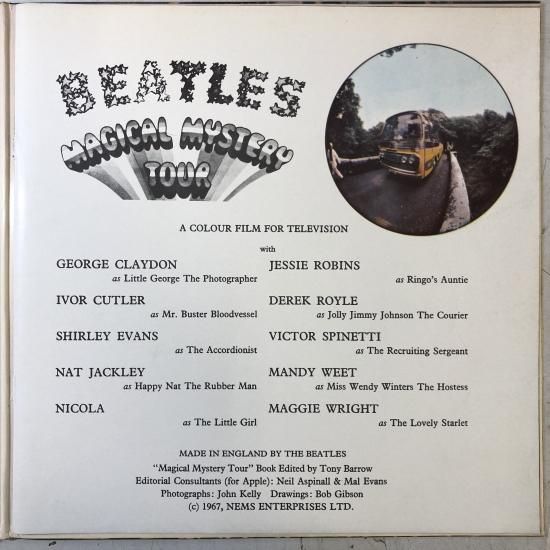 BEATLES
MAGICAL MYSTERY
TOUR
A COLOUR FILM FOR TELEVISION
with
GEORGE CLAYDON
as Little George The Photographer
JESSIE ROBINS
as Ringo's Auntie
IVOR CUTLER
as Mr. Buster Bloodvessel
DEREK ROYLE
as Jolly Jimmy Johnson The Courier
SHIRLEY EVANS
as The Accordionist
VICTOR SPINETTI
as The Recruiting Sergeant
NAT JACKLEY
as Happy Nat The Rubber Man
MANDY WEET
as Miss Wendy Winters The Hostess
NICOLA
as The Little Girl
MAGGIE WRIGHT
as The Lovely Starlet
MADE IN ENGLAND BY THE BEATLES
“Magical Mystery Tour” Book Edited by Tony Barrow
Editorial Consultants (for Apple): Neil Aspinall & Mal Evans
Photographs: John Kelly Drawings: Bob Gibson
(c) 1967, NEMS ENTERPRISES LTD.